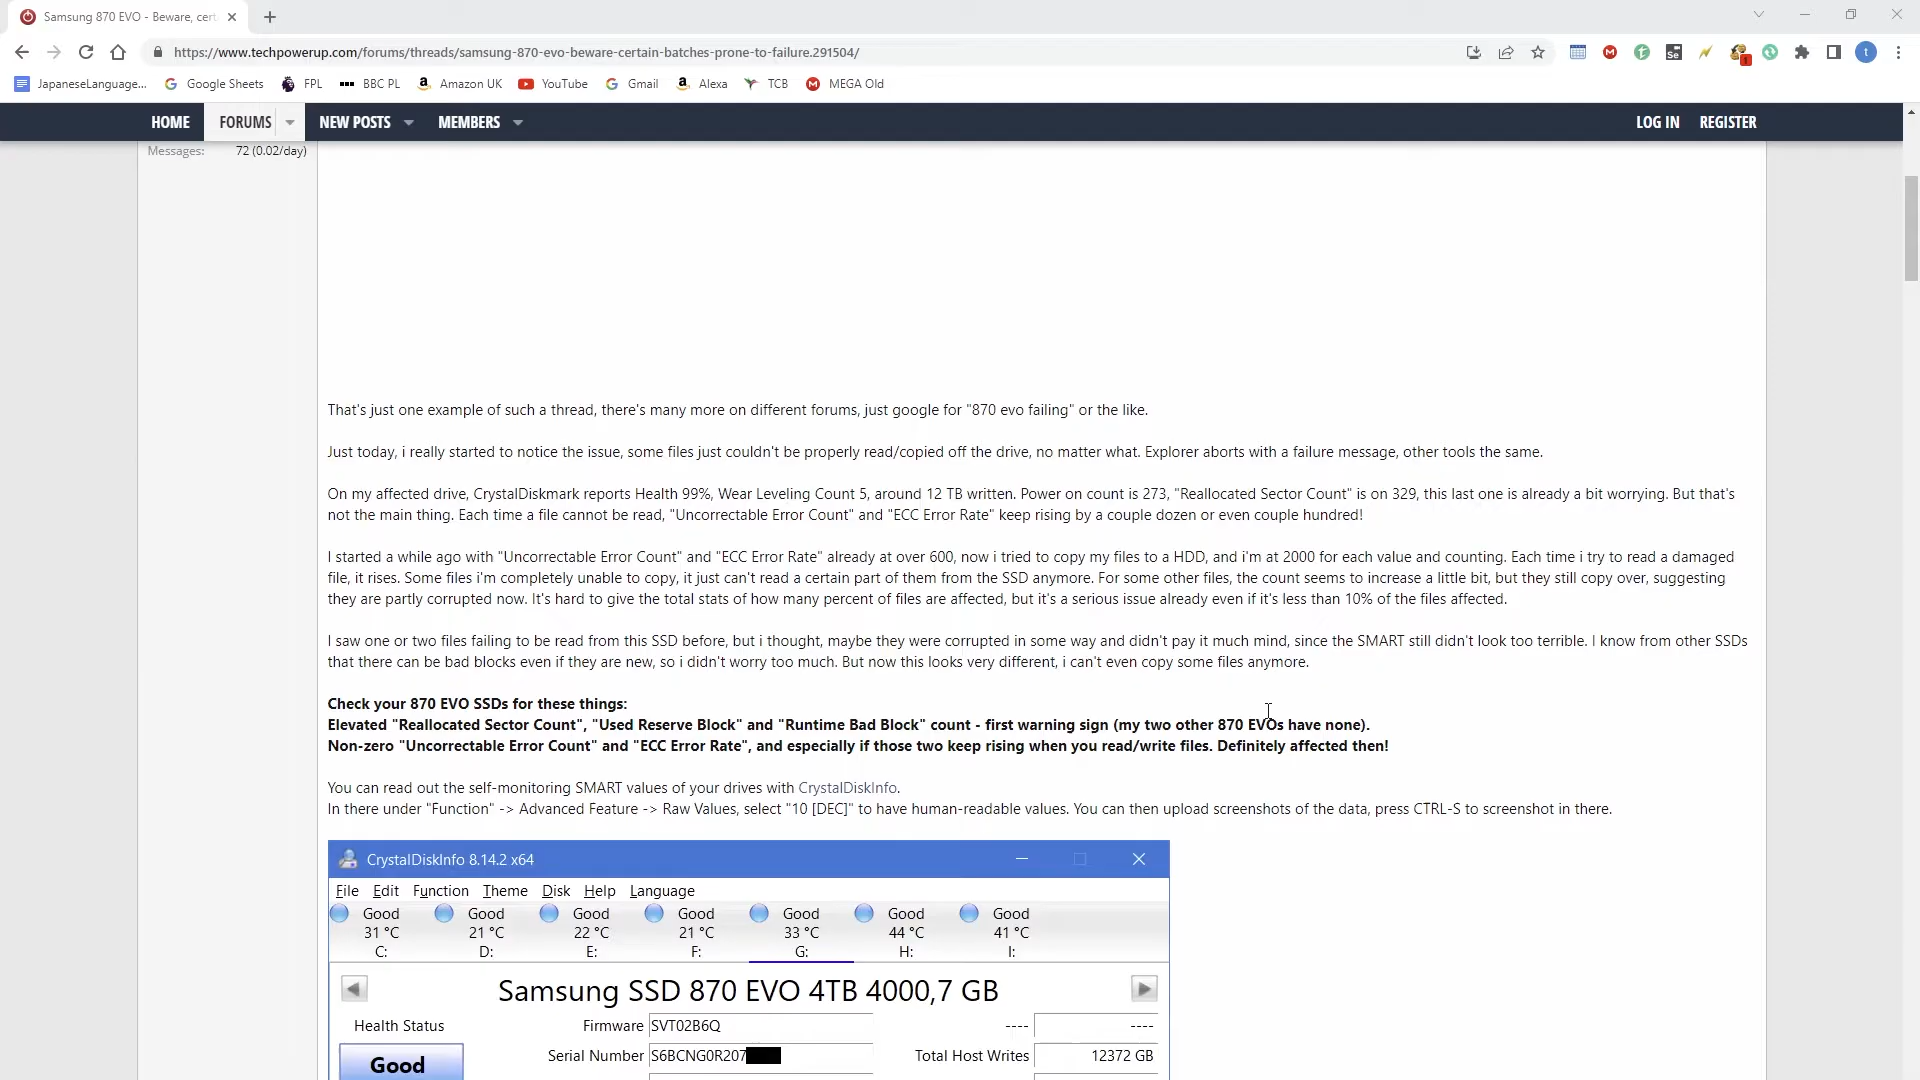 Samsung 870 EVO - Beware, cert
https://www.techpowerup.com/forums/threads/samsung-870-evo-beware-certain-batches-prone-to-failure.291504/
JapaneseLanguage... Google Sheets FPL BBC PL Amazon UK YouTube Gmail Alexa TCB MEGA Old
HOME FORUMS NEW POSTS MEMBERS LOG IN REGISTER
Messages: 72 (0.02/day)
That's just one example of such a thread, there's many more on different forums, just google for "870 evo failing" or the like.
Just today, i really started to notice the issue, some files just couldn't be properly read/copied off the drive, no matter what. Explorer aborts with a failure message, other tools the same.
On my affected drive, CrystalDiskmark reports Health 99%, Wear Leveling Count 5, around 12 TB written. Power on count is 273, "Reallocated Sector Count" is on 329, this last one is already a bit worrying. But that's
not the main thing. Each time a file cannot be read, "Uncorrectable Error Count" and "ECC Error Rate" keep rising by a couple dozen or even couple hundred!
I started a while ago with "Uncorrectable Error Count" and "ECC Error Rate" already at over 600, now i tried to copy my files to a HDD, and i'm at 2000 for each value and counting. Each time i try to read a damaged
file, it rises. Some files i'm completely unable to copy, it just can't read a certain part of them from the SSD anymore. For some other files, the count seems to increase a little bit, but they still copy over, suggesting
they are partly corrupted now. It's hard to give the total stats of how many percent of files are affected, but it's a serious issue already even if it's less than 10% of the files affected.
I saw one or two files failing to be read from this SSD before, but i thought, maybe they were corrupted in some way and didn't pay it much mind, since the SMART still didn't look too terrible. I know from other SSDs
that there can be bad blocks even if they are new, so i didn't worry too much. But now this looks very different, i can't even copy some files anymore.
Check your 870 EVO SSDs for these things:
Elevated "Reallocated Sector Count", "Used Reserve Block" and "Runtime Bad Block" count - first warning sign (my two other 870 EVOs have none).
Non-zero "Uncorrectable Error Count" and "ECC Error Rate", and especially if those two keep rising when you read/write files. Definitely affected then!
You can read out the self-monitoring SMART values of your drives with CrystalDiskInfo.
In there under "Function" -> Advanced Feature -> Raw Values, select "10 [DEC]" to have human-readable values. You can then upload screenshots of the data, press CTRL-S to screenshot in there.
CrystalDiskInfo 8.14.2 x64
File Edit Function Theme Disk Help Language
Good Good Good Good Good Good Good
31 °C 21 °C 22 °C 21 °C 33 °C 44 °C 41 °C
C: D: E: F: G: H: I:
Samsung SSD 870 EVO 4TB 4000,7 GB
Health Status Firmware SVT02B6Q ---- ----
Good Serial Number S6BCNG0R207 Total Host Writes 12372 GB